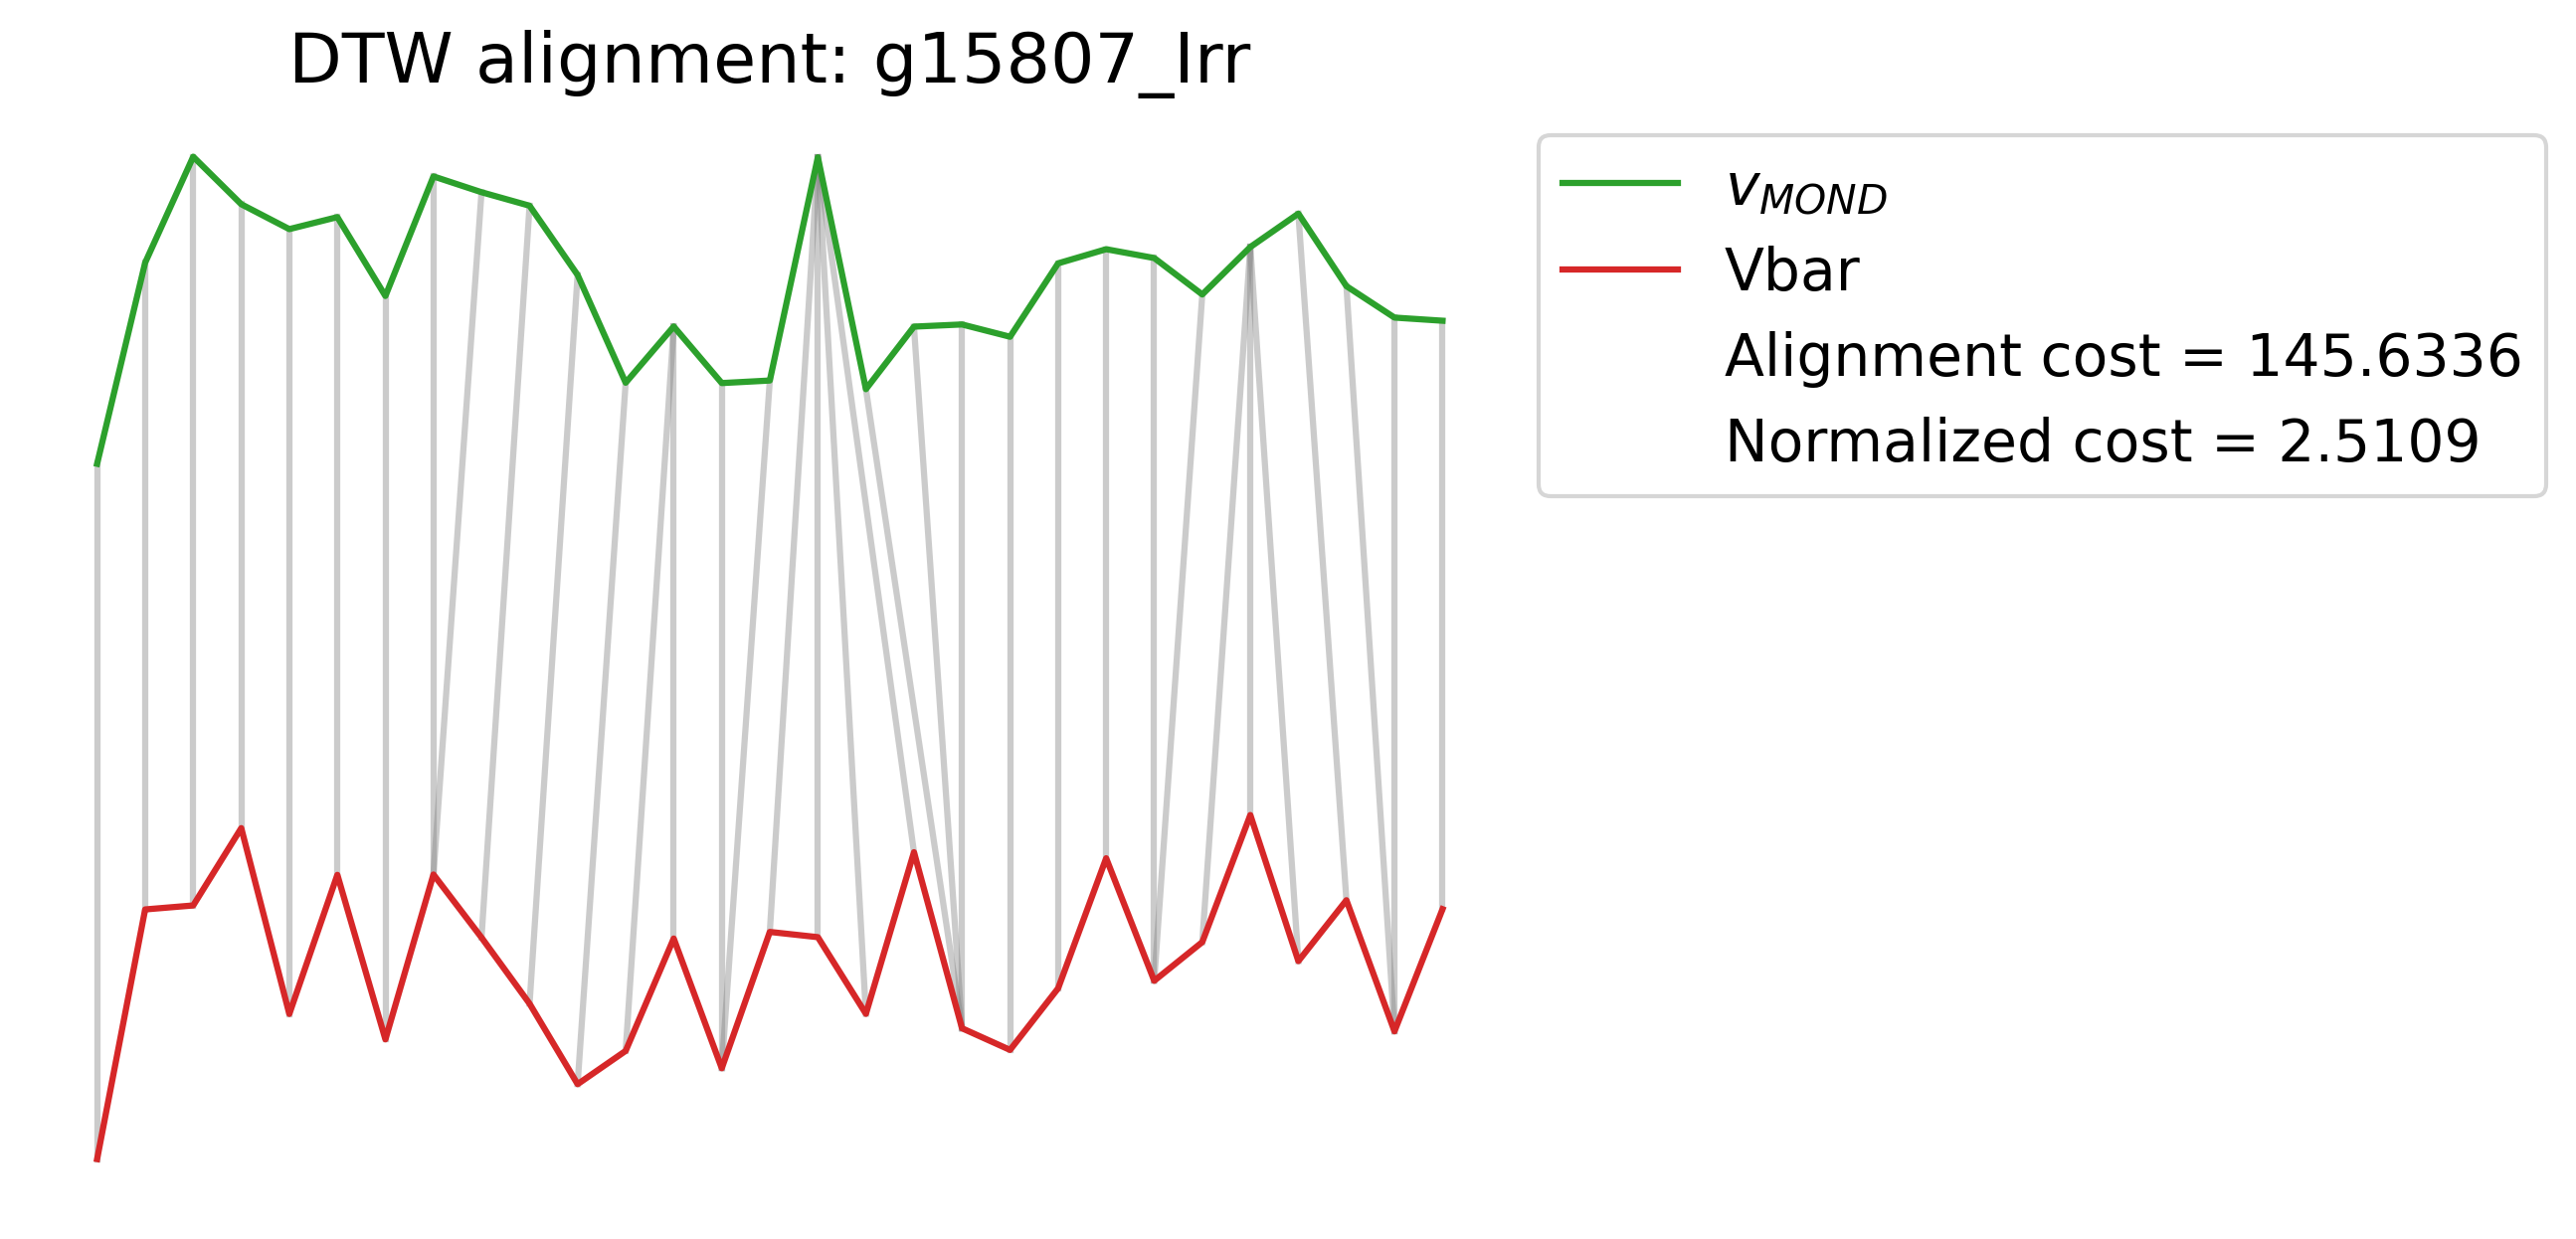 DTW alignment: g15807_Irr
v_MOND
Vbar
Alignment cost = 145.6336
Normalized cost = 2.5109